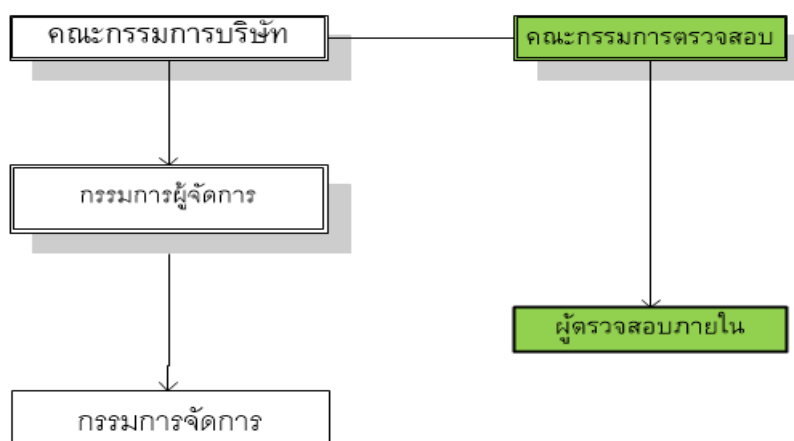 คณะกรรมการบริษัท
คณะกรรมการตรวจสอบ
กรรมการผู้จัดการ
ผู้ตรวจสอบภายใน
กรรมการจัดการ